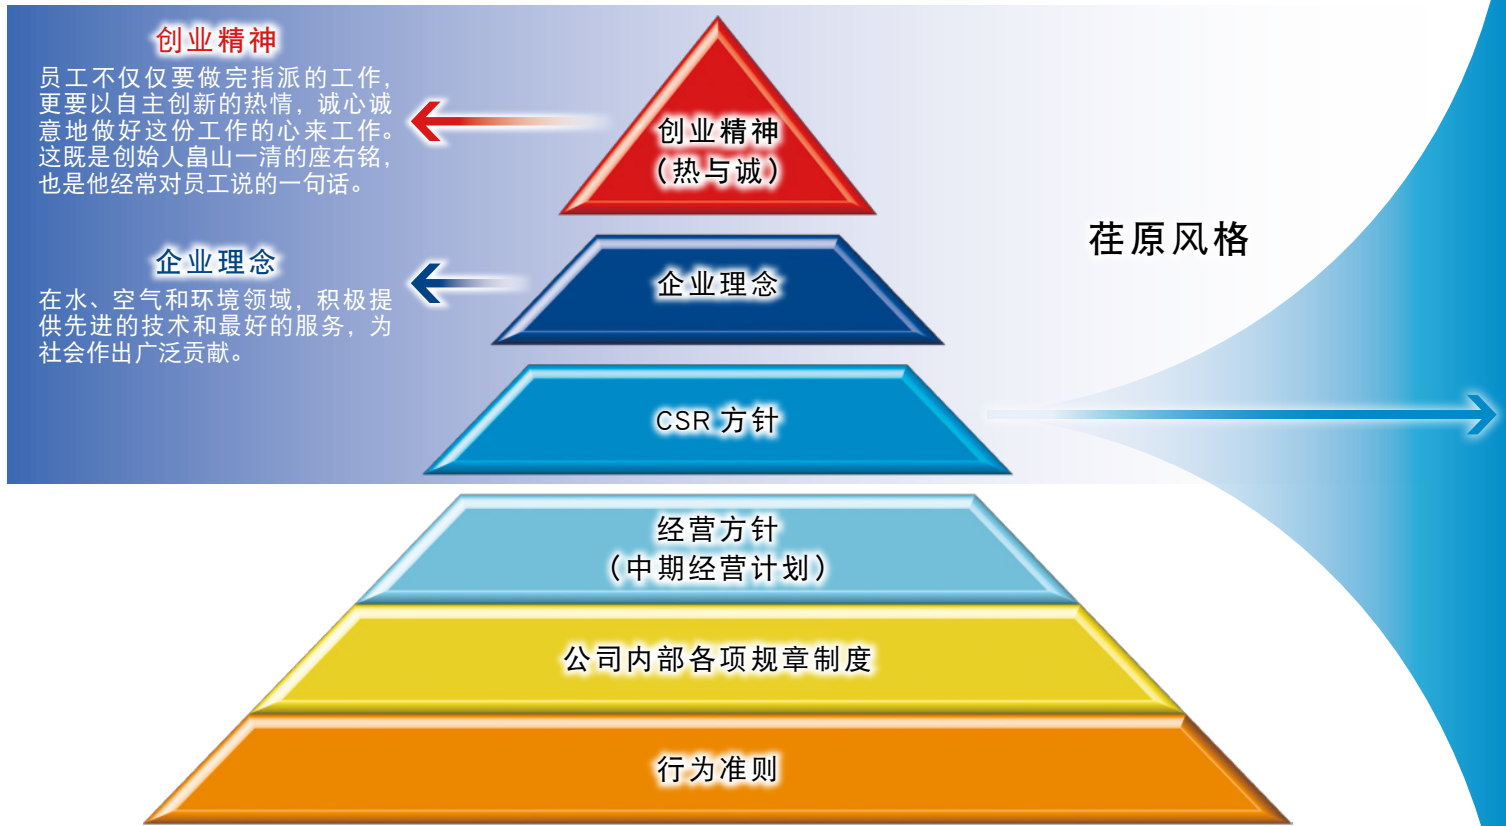 创业精神
员工不仅仅要做完指派的工作,
更要以自主创新的热情，诚心诚
意地做好这份工作的心来工作。
这既是创始人畠山一清的座右铭，
也是他经常对员工说的一句话。
企业理念
在水、空气和环境领域，积极提
供先进的技术和最好的服务，为
社会作出广泛贡献。
创业精神
（热与诚）
企业理念
CSR 方针
经营方针
（中期经营计划）
公司内部各项规章制度
行为准则
荏原风格